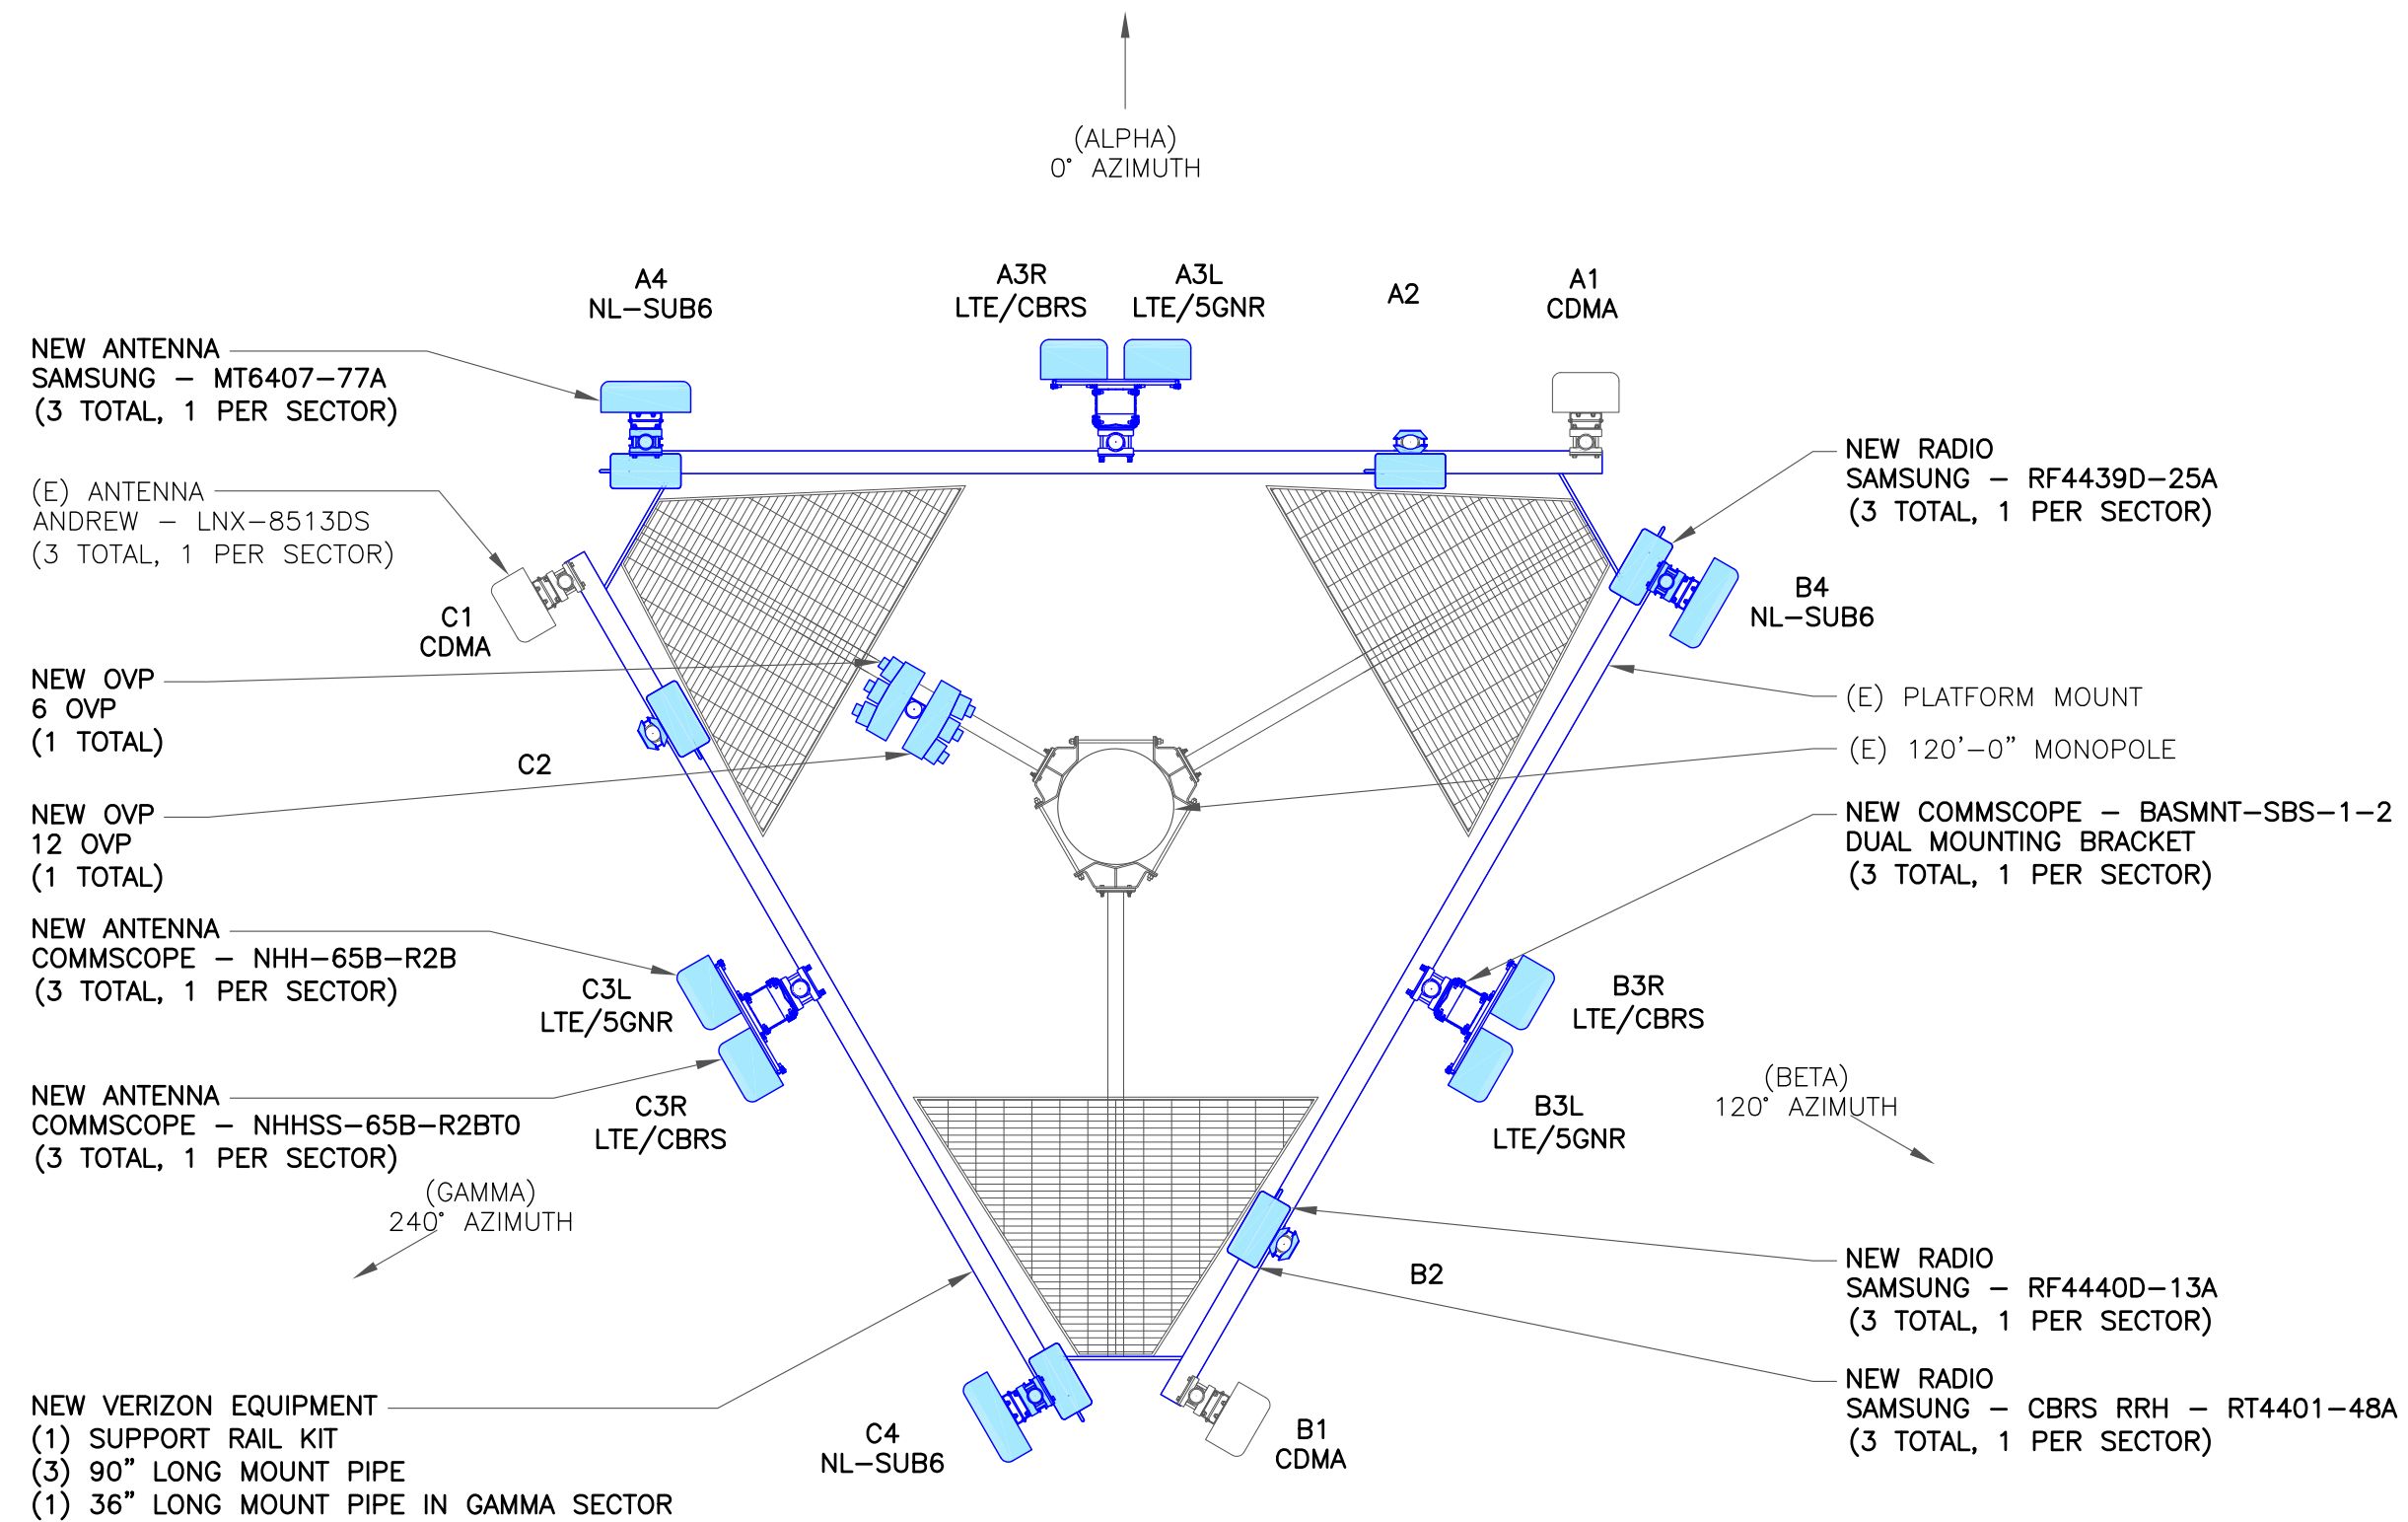 (ALPHA)
0° AZIMUTH
A4
NL-SUB6
A3R
LTE/CBRS
A3L
LTE/5GNR
A2
A1
CDMA
NEW ANTENNA
SAMSUNG - MT6407-77A
(3 TOTAL, 1 PER SECTOR)
(E) ANTENNA
ANDREW - LNX-8513DS
(3 TOTAL, 1 PER SECTOR)
C1
CDMA
NEW OVP
6 OVP
(1 TOTAL)
C2
NEW OVP
12 OVP
(1 TOTAL)
NEW ANTENNA
COMMSCOPE - NHH-65B-R2B
(3 TOTAL, 1 PER SECTOR)
C3L
LTE/5GNR
NEW ANTENNA
COMMSCOPE - NHHSS-65B-R2BT0
(3 TOTAL, 1 PER SECTOR)
C3R
LTE/CBRS
(GAMMA)
240° AZIMUTH
NEW VERIZON EQUIPMENT
(1) SUPPORT RAIL KIT
(3) 90" LONG MOUNT PIPE
(1) 36" LONG MOUNT PIPE IN GAMMA SECTOR
C4
NL-SUB6
B1
CDMA
NEW RADIO
SAMSUNG - RF4439D-25A
(3 TOTAL, 1 PER SECTOR)
B4
NL-SUB6
(E) PLATFORM MOUNT
(E) 120'-0" MONOPOLE
NEW COMMSCOPE - BASMNT-SBS-1-2
DUAL MOUNTING BRACKET
(3 TOTAL, 1 PER SECTOR)
B3R
LTE/CBRS
(BETA)
120° AZIMUTH
B3L
LTE/5GNR
B2
NEW RADIO
SAMSUNG - RF4440D-13A
(3 TOTAL, 1 PER SECTOR)
NEW RADIO
SAMSUNG - CBRS RRH - RT4401-48A
(3 TOTAL, 1 PER SECTOR)